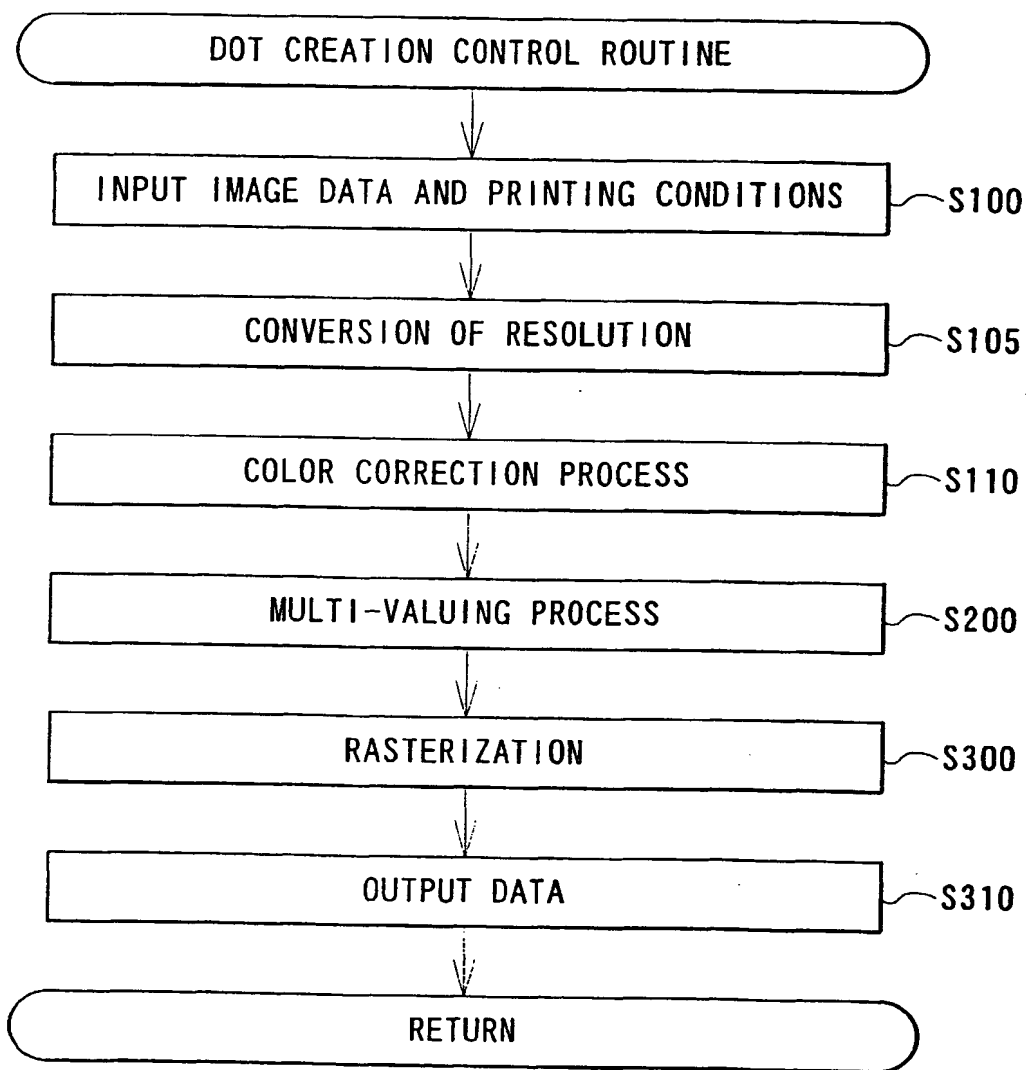 DOT CREATION CONTROL ROUTINE
INPUT IMAGE DATA AND PRINTING CONDITIONS
S100
CONVERSION OF RESOLUTION
S105
COLOR CORRECTION PROCESS
S110
MULTI-VALUING PROCESS
S200
RASTERIZATION
S300
OUTPUT DATA
S310
RETURN